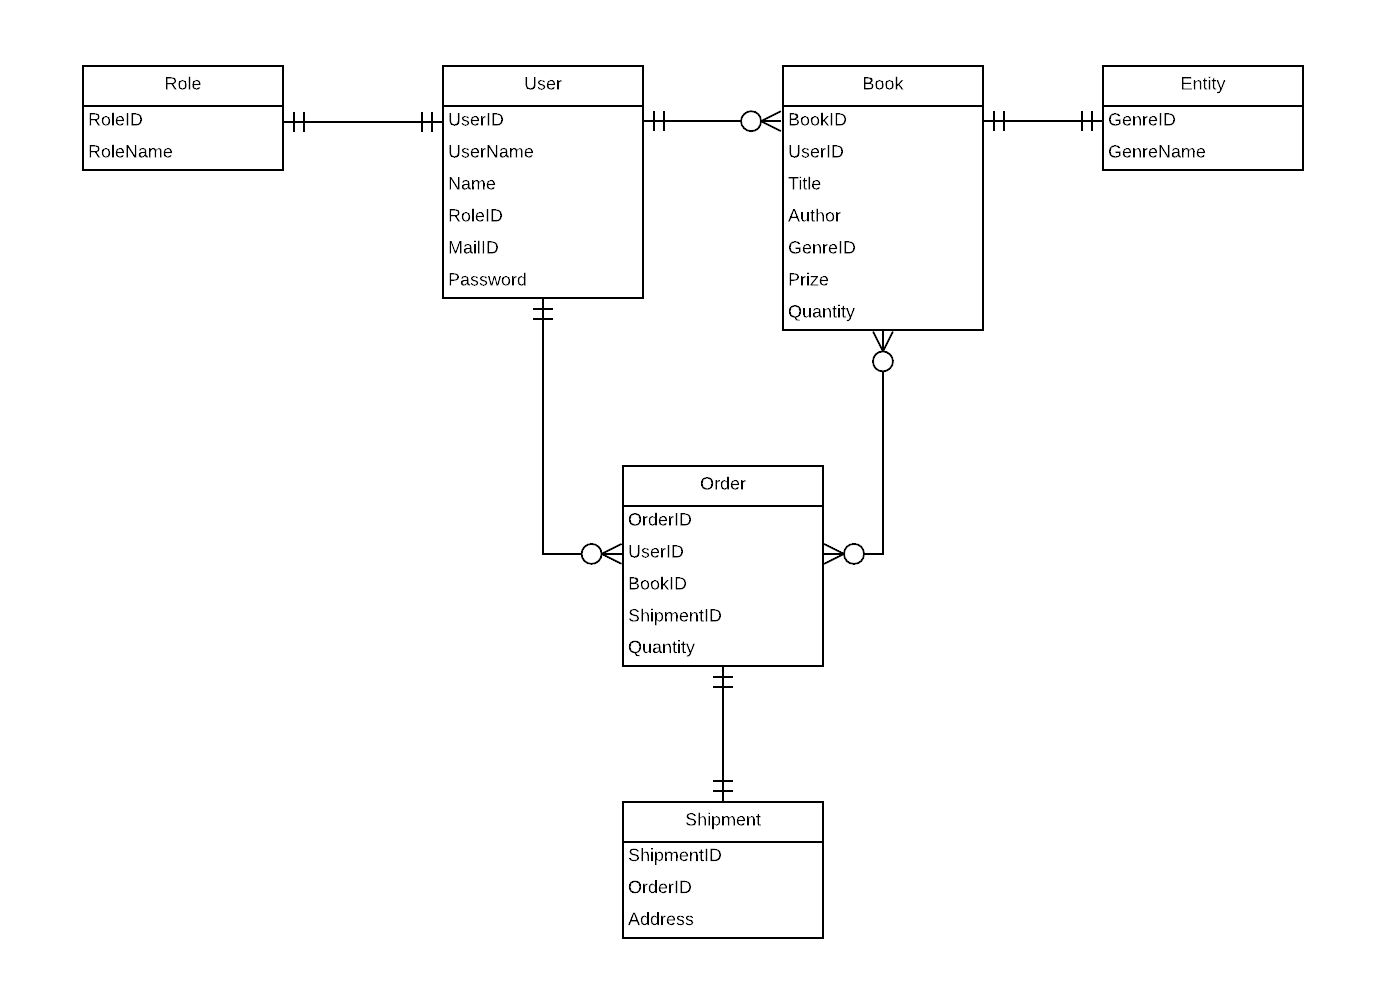 Role
RoleID
RoleName
User
UserID
UserName
Name
RoleID
MailID
Password
Book
BookID
UserID
Title
Author
GenreID
Prize
Quantity
Entity
GenreID
GenreName
Order
OrderID
UserID
BookID
ShipmentID
Quantity
Shipment
ShipmentID
OrderID
Address